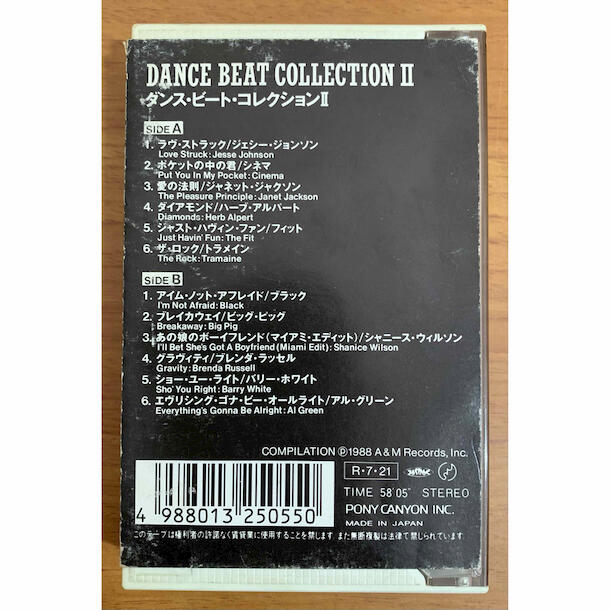 DANCE BEAT COLLECTION II
ダンス・ビート・コレクションII
SIDE A
1. ラヴ・ストラック/ジェシー・ジョンソン
Love Struck: Jesse Johnson
2. ポケットの中の君/シネマ
Put You In My Pocket: Cinema
3. 愛の法則/ジャネット・ジャクソン
The Pleasure Principle: Janet Jackson
4. ダイアモンド/ハーブ・アルパート
Diamonds: Herb Alpert
5. ジャスト・ハヴィン・ファン/フィット
Just Havin' Fun: The Fit
6. ザ・ロック/トラメイン
The Rock: Tramaine
SIDE B
1. アイム・ノット・アフレイド/ブラック
I'm Not Afraid: Black
2. ブレイカウェイ/ビッグ・ピッグ
Breakaway: Big Pig
3. あの娘のボーイフレンド(マイアミ・エディット)/シャニース・ウィルソン
I'll Bet She's Got A Boyfriend (Miami Edit): Shanice Wilson
4. グラヴィティ/ブレンダ・ラッセル
Gravity: Brenda Russell
5. ショー・ユー・ライト/バリー・ホワイト
Sho' You Right: Barry White
6. エヴリシング・ゴナ・ビー・オールライト/アル・グリーン
Everything's Gonna Be Alright: Al Green
COMPILATION Ⓟ1988 A & M Records, Inc.
R・7・21
TIME 58'05" STEREO
PONY CANYON INC.
MADE IN JAPAN
4 988013 250550
このテープは権利者の許諾なく賃貸業に使用することを禁じます。また無断複製は法律で禁じられています。